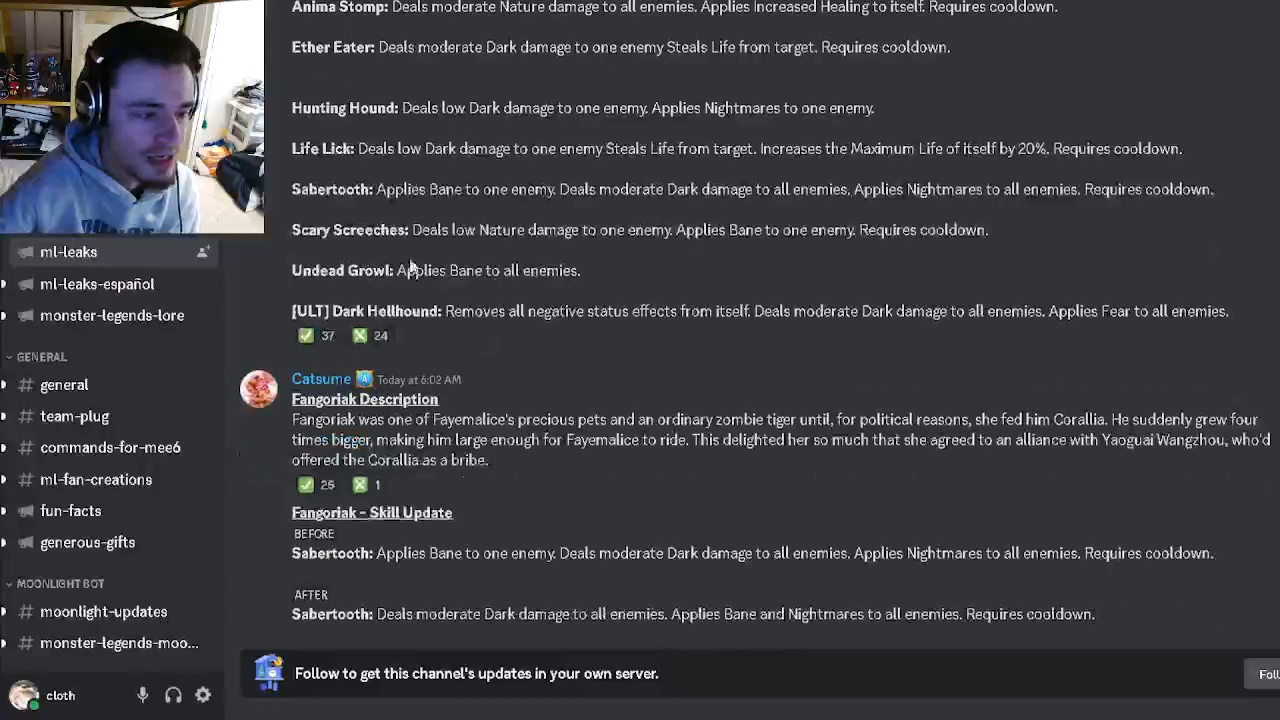 Anima Stomp: Deals moderate Nature damage to all enemies. Applies Increased Healing to itself. Requires cooldown.
Ether Eater: Deals moderate Dark damage to one enemy Steals Life from target. Requires cooldown.
Hunting Hound: Deals low Dark damage to one enemy. Applies Nightmares to one enemy.
Life Lick: Deals low Dark damage to one enemy Steals Life from target. Increases the Maximum Life of itself by 20%. Requires cooldown.
Sabertooth: Applies Bane to one enemy. Deals moderate Dark damage to all enemies. Applies Nightmares to all enemies. Requires cooldown.
Scary Screeches: Deals low Nature damage to one enemy. Applies Bane to one enemy. Requires cooldown.
Undead Growl: Applies Bane to all enemies.
[ULT] Dark Hellhound: Removes all negative status effects from itself. Deals moderate Dark damage to all enemies. Applies Fear to all enemies.
37 24
Catsume Today at 6:02 AM
Fangoriak Description
Fangoriak was one of Fayemalice's precious pets and an ordinary zombie tiger until, for political reasons, she fed him Corallia. He suddenly grew four
times bigger, making him large enough for Fayemalice to ride. This delighted her so much that she agreed to an alliance with Yaoguai Wangzhou, who'd
offered the Corallia as a bribe.
25 1
Fangoriak - Skill Update
BEFORE
Sabertooth: Applies Bane to one enemy. Deals moderate Dark damage to all enemies. Applies Nightmares to all enemies. Requires cooldown.
AFTER
Sabertooth: Deals moderate Dark damage to all enemies. Applies Bane and Nightmares to all enemies. Requires cooldown.
Follow to get this channel's updates in your own server.
Foll
ml-leaks
ml-leaks-español
monster-legends-lore
GENERAL
general
team-plug
commands-for-mee6
ml-fan-creations
fun-facts
generous-gifts
MOONLIGHT BOT
moonlight-updates
monster-legends-moo...
cloth